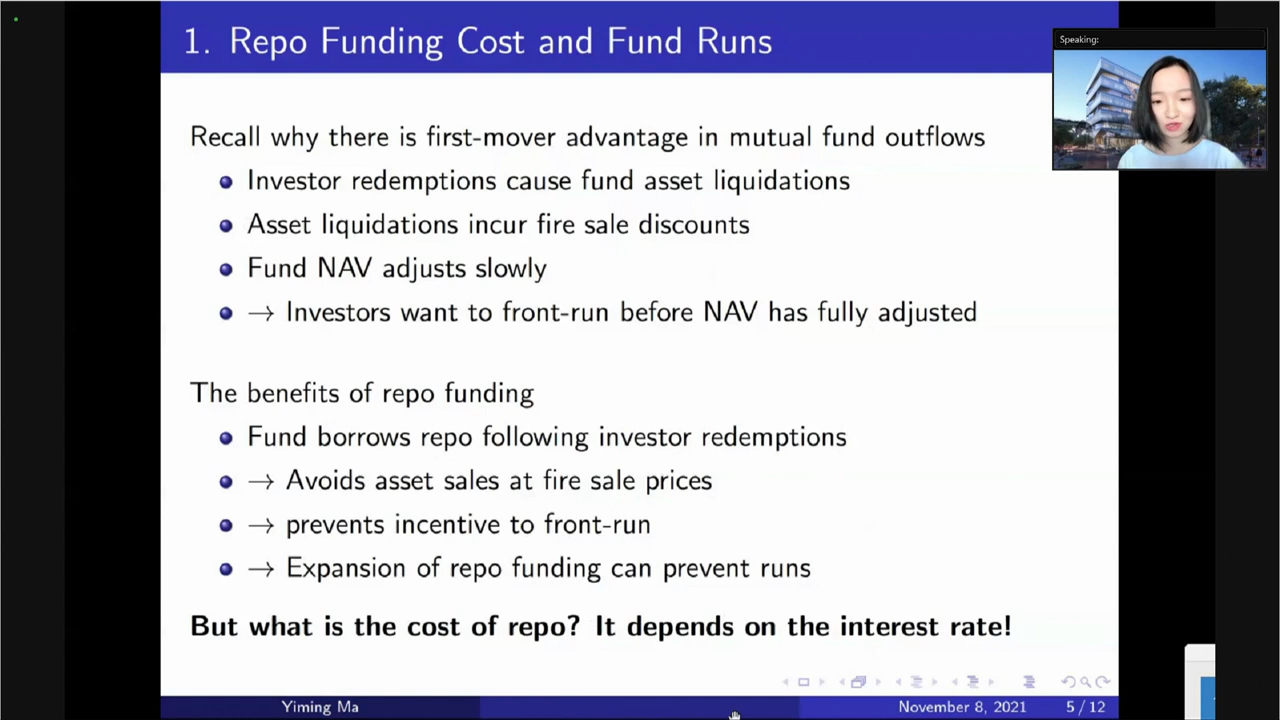 1. Repo Funding Cost and Fund Runs
Speaking:
Recall why there is first-mover advantage in mutual fund outflows
Investor redemptions cause fund asset liquidations
Asset liquidations incur fire sale discounts
Fund NAV adjusts slowly
→ Investors want to front-run before NAV has fully adjusted
The benefits of repo funding
Fund borrows repo following investor redemptions
→ Avoids asset sales at fire sale prices
→ prevents incentive to front-run
→ Expansion of repo funding can prevent runs
But what is the cost of repo? It depends on the interest rate!
Yiming Ma November 8, 2021 5 / 12